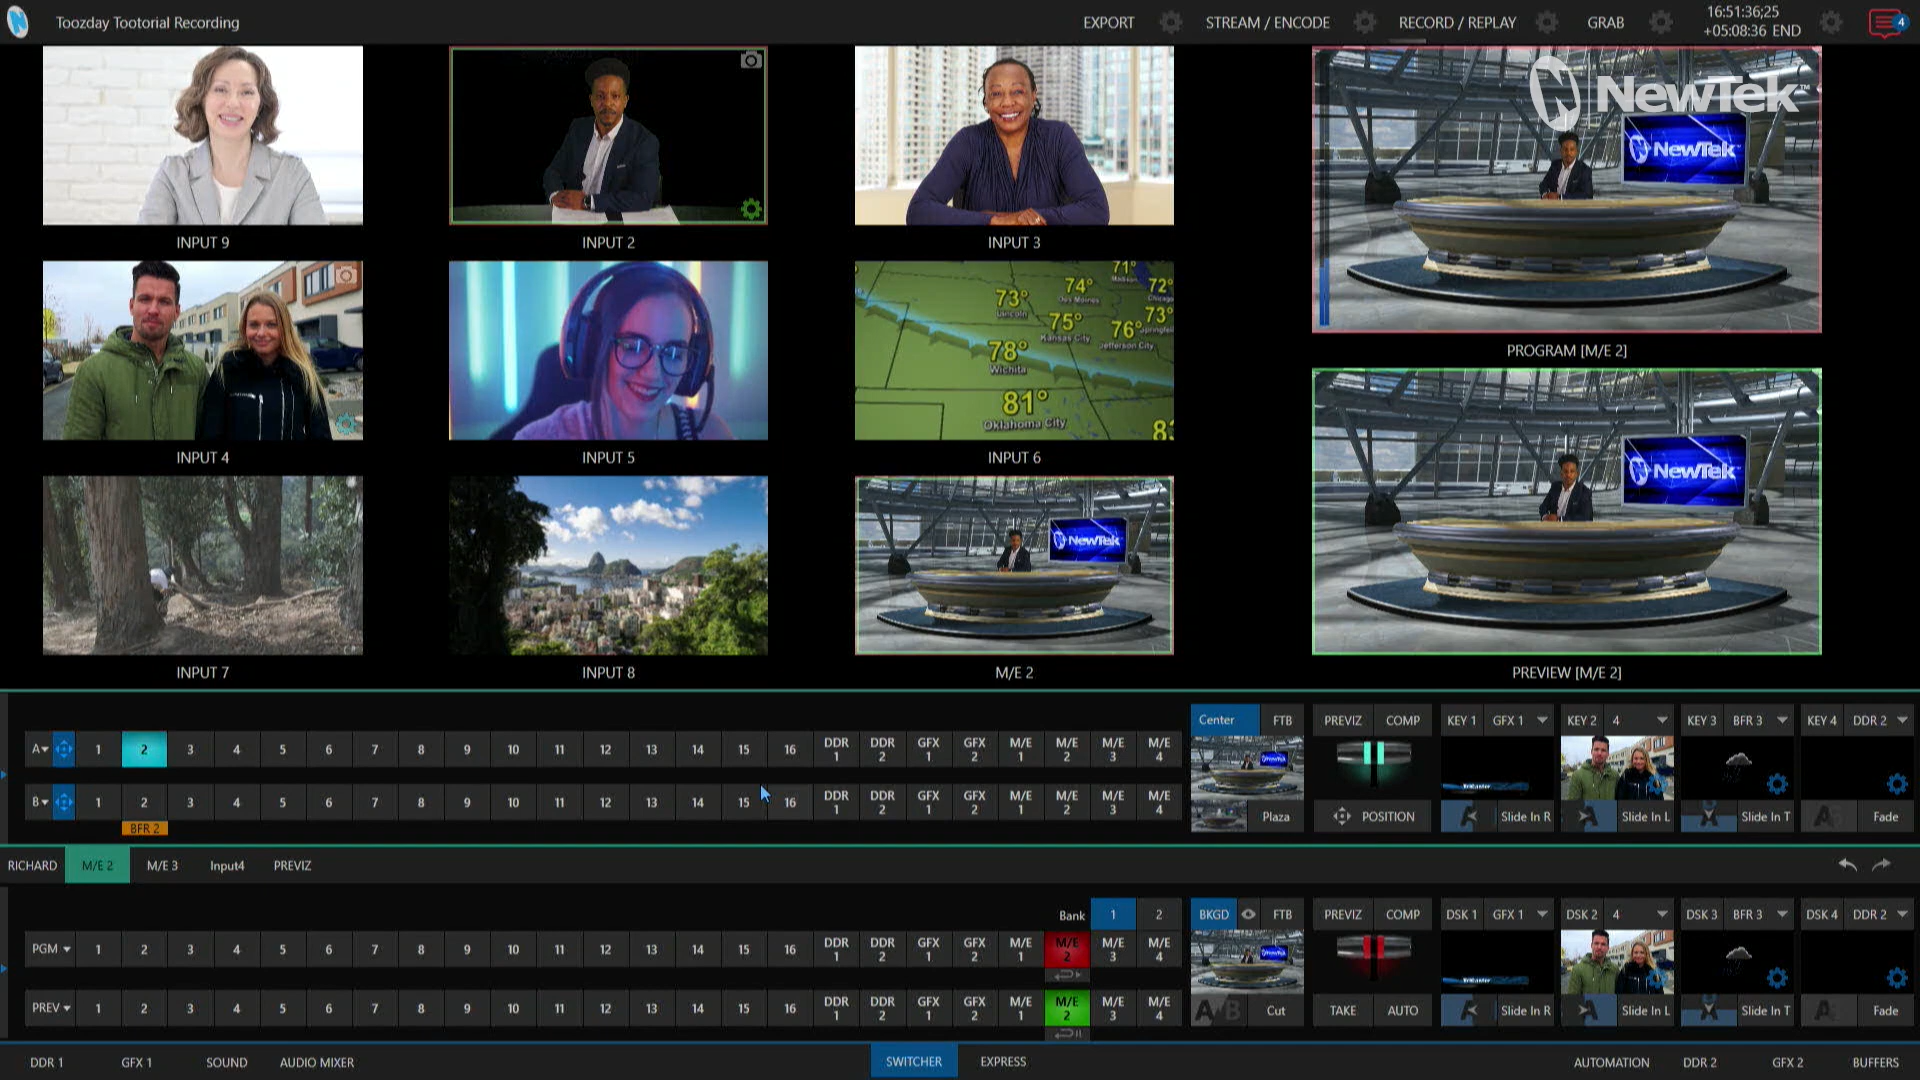 Toozday Tootorial Recording
EXPORT
STREAM / ENCODE
RECORD / REPLAY
GRAB
16:51:36;25
+05:08:36 END
4
INPUT 9
INPUT 2
INPUT 3
NewTek
NewTek
PROGRAM [M/E 2]
INPUT 4
INPUT 5
71°
Madison
74°
Des Moines
72°
Chicago
73°
Lincoln
75°
Kansas City
76°
Jefferson City
73°
78°
Wichita
81°
Oklahoma City
INPUT 6
NewTek
PREVIEW [M/E 2]
INPUT 7
INPUT 8
NewTek
M/E 2
Center FTB PREVIZ COMP KEY 1 GFX 1 KEY 2 4 KEY 3 BFR 3 KEY 4 DDR 2
A 1 2 3 4 5 6 7 8 9 10 11 12 13 14 15 16 DDR 1 DDR 2 GFX 1 GFX 2 M/E 1 M/E 2 M/E 3 M/E 4
B 1 2 3 4 5 6 7 8 9 10 11 12 13 14 15 16 DDR 1 DDR 2 GFX 1 GFX 2 M/E 1 M/E 2 M/E 3 M/E 4
BFR 2
Plaza POSITION Slide In R Slide In L Slide In T Fade
RICHARD M/E 2 M/E 3 Input4 PREVIZ
Bank 1 2
BKGD FTB PREVIZ COMP DSK 1 GFX 1 DSK 2 4 DSK 3 BFR 3 DSK 4 DDR 2
PGM 1 2 3 4 5 6 7 8 9 10 11 12 13 14 15 16 DDR 1 DDR 2 GFX 1 GFX 2 M/E 1 M/E 2 M/E 3 M/E 4
PREV 1 2 3 4 5 6 7 8 9 10 11 12 13 14 15 16 DDR 1 DDR 2 GFX 1 GFX 2 M/E 1 M/E 2 M/E 3 M/E 4
Cut TAKE AUTO Slide In R Slide In L Slide In T Fade
DDR 1 GFX 1 SOUND AUDIO MIXER SWITCHER EXPRESS AUTOMATION DDR 2 GFX 2 BUFFERS